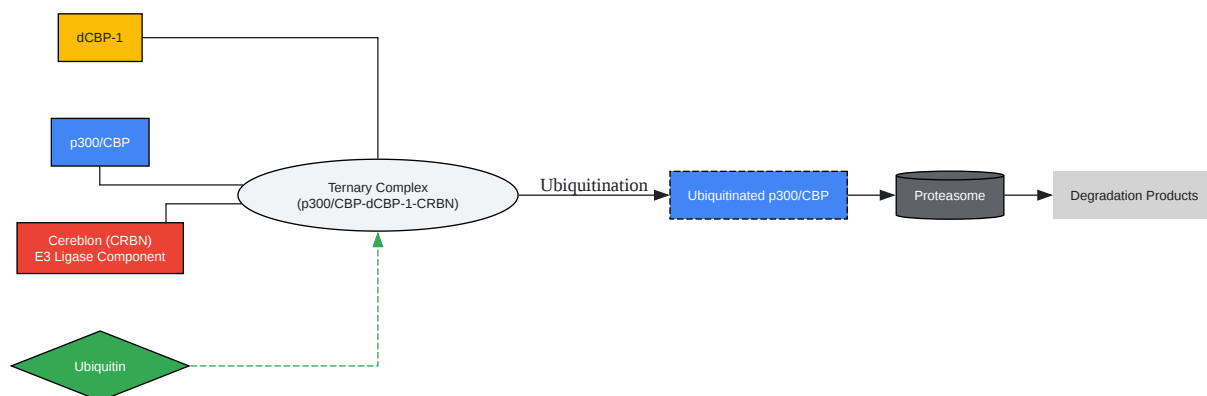 dCBP-1
p300/CBP
Cereblon (CRBN)
E3 Ligase Component
Ubiquitin
Ternary Complex
(p300/CBP-dCBP-1-CRBN)
Ubiquitination
Ubiquitinated p300/CBP
Proteasome
Degradation Products